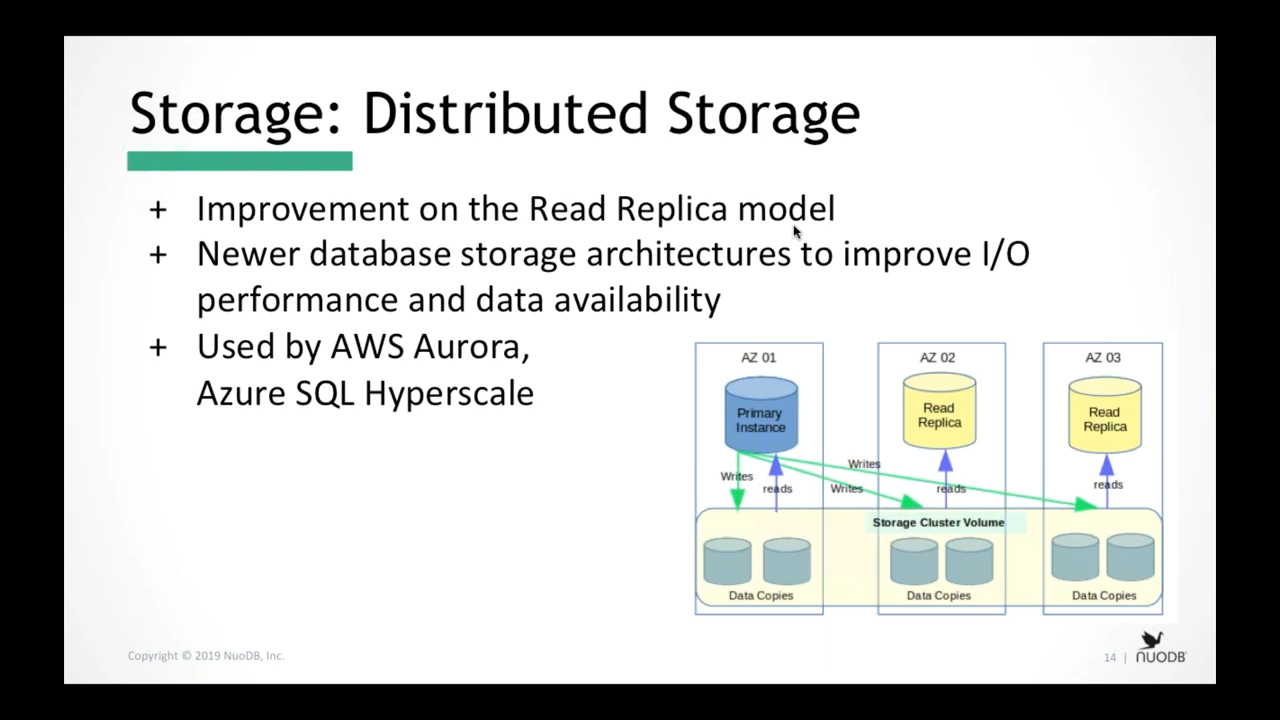 Storage: Distributed Storage
+ Improvement on the Read Replica model
+ Newer database storage architectures to improve I/O
performance and data availability
+ Used by AWS Aurora,
Azure SQL Hyperscale
AZ 01
AZ 02
AZ 03
Primary
Instance
Read
Replica
Read
Replica
Writes
reads
Writes
Writes
reads
reads
Storage Cluster Volume
Data Copies
Data Copies
Data Copies
Copyright © 2019 NuoDB, Inc.
14 |
NUODB